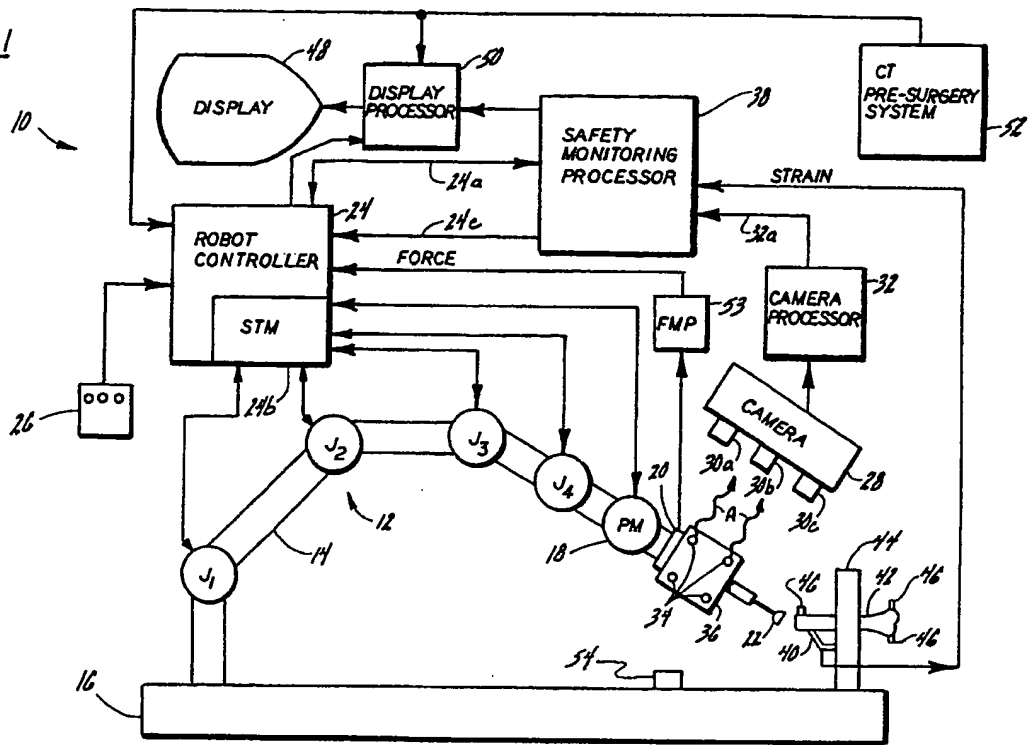 1
10
48
DISPLAY
50
DISPLAY
PROCESSOR
38
SAFETY
MONITORING
PROCESSOR
CT
PRE-SURGERY
SYSTEM
52
24a
STRAIN
24
ROBOT
CONTROLLER
24c
32a
FORCE
STM
53
FMP
32
CAMERA
PROCESSOR
26
24b
CAMERA
30a
30b
30c
28
J2
J3
J4
12
14
PM
18
20
A
J1
34
36
22
44
46
42
46
40
46
54
16